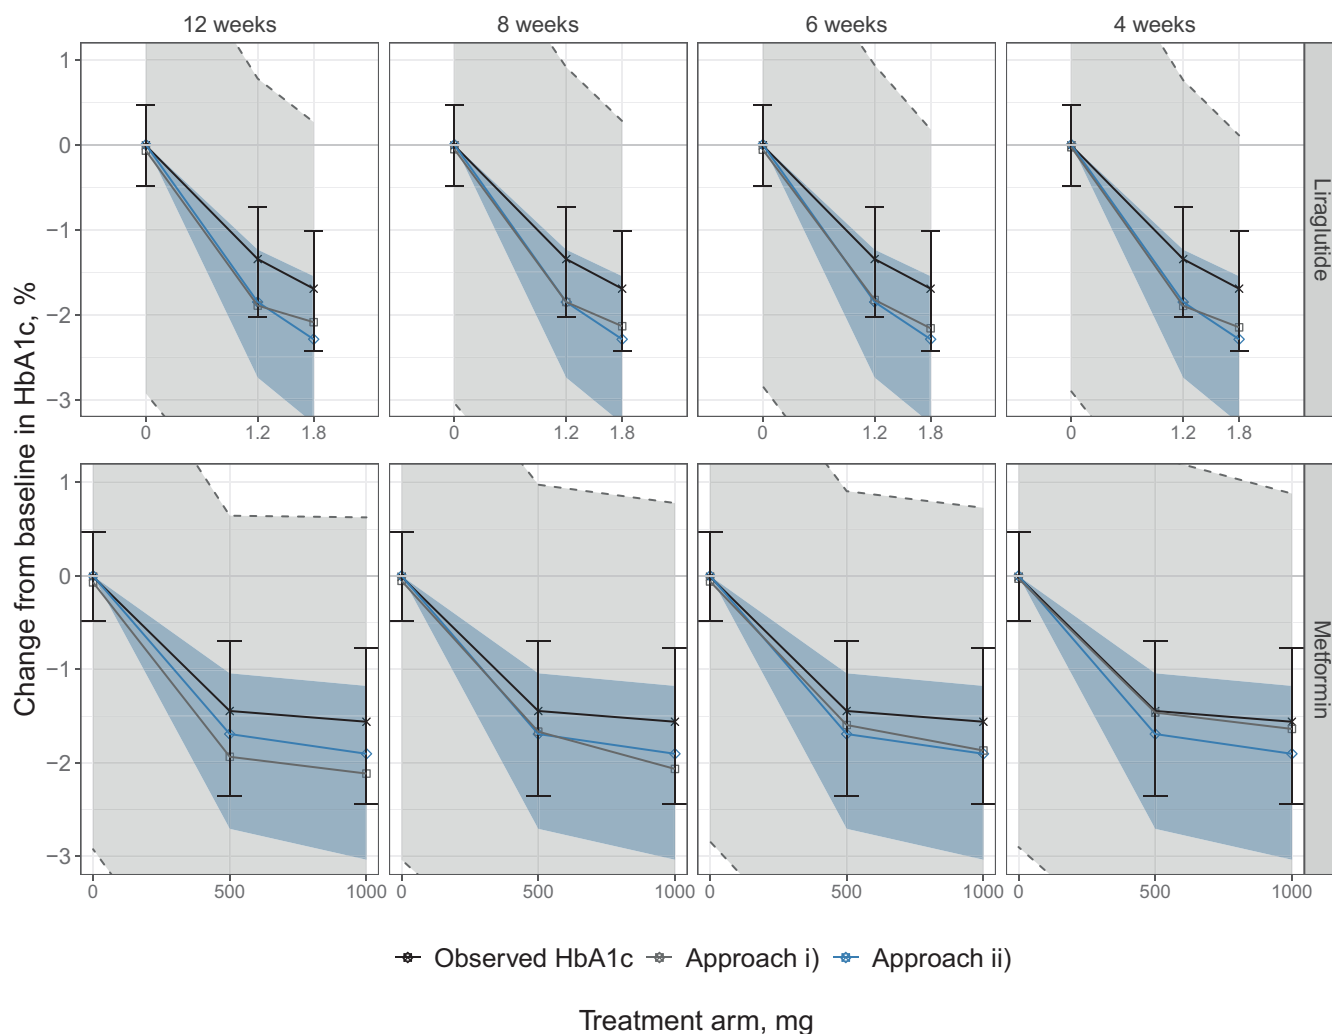 12 weeks 8 weeks 6 weeks 4 weeks
Change from baseline in HbA1c, %
1
0
−1
−2
−3
Liraglutide
0 1.2 1.8 0 1.2 1.8 0 1.2 1.8 0 1.2 1.8
1
0
−1
−2
−3
Metformin
0 500 1000 0 500 1000 0 500 1000 0 500 1000
Observed HbA1c Approach i) Approach ii)
Treatment arm, mg